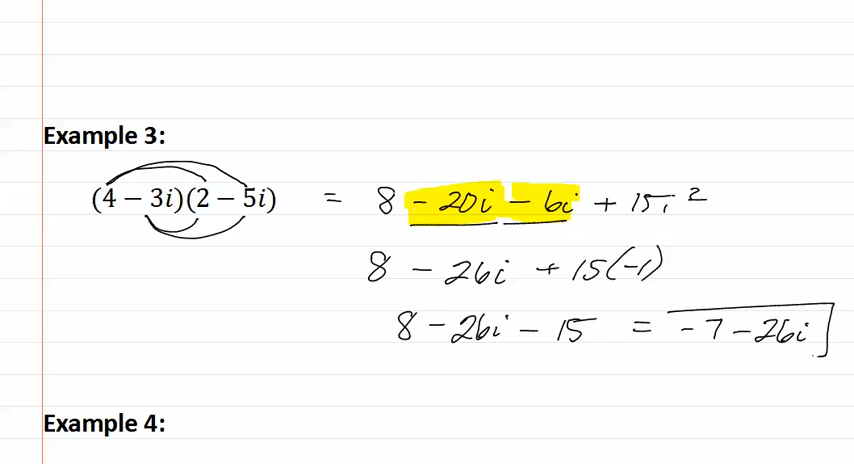 Example 3:
(4 − 3i)(2 − 5i) = 8 - 20i - 6i + 15i²
8 - 26i + 15(-1)
8 - 26i - 15 = -7 - 26i
Example 4: